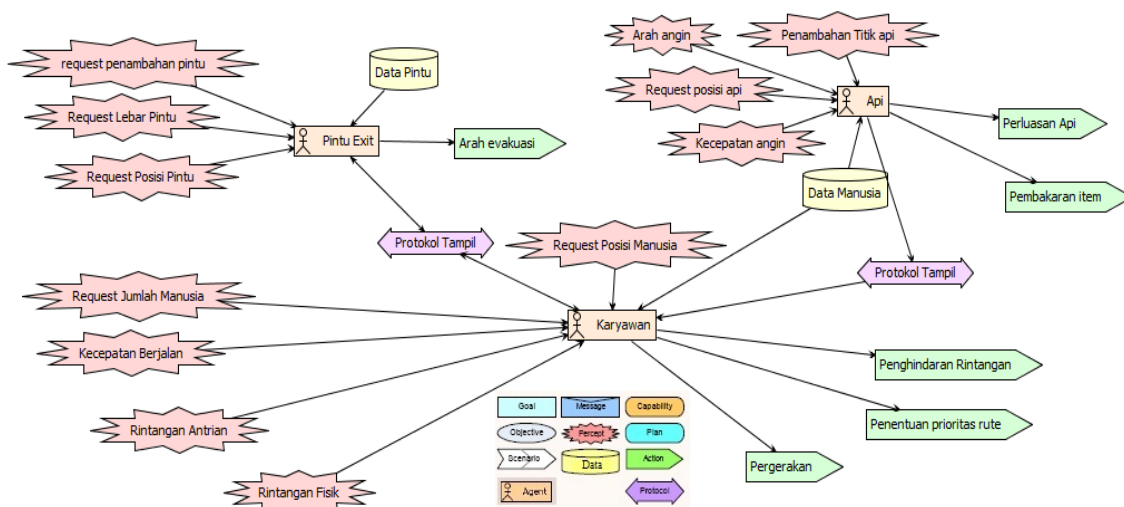 Arah angin
Penambahan Titik api
request penambahan pintu
Data Pintu
Request posisi api
Api
Request Lebar Pintu
Perluasan Api
Pintu Exit
Arah evakuasi
Kecepatan angin
Request Posisi Pintu
Data Manusia
Pembakaran item
Protokol Tampil
Request Posisi Manusia
Protokol Tampil
Request Jumlah Manusia
Karyawan
Kecepatan Berjalan
Penghindaran Rintangan
Goal
Message
Capability
Rintangan Antrian
Objective
Percept
Plan
Penentuan prioritas rute
Scenario
Data
Action
Pergerakan
Rintangan Fisik
Agent
Protocol